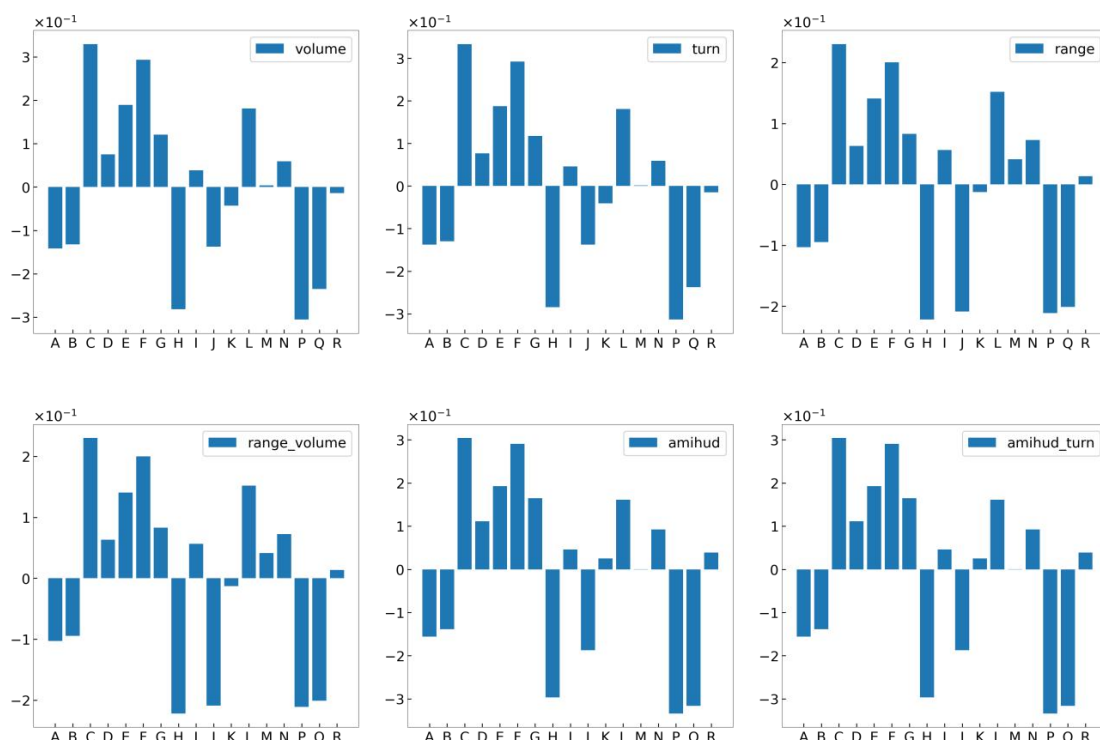 ×10⁻¹ ×10⁻¹ ×10⁻¹
volume turn range
3 3 2
2 2 1
1 1 0
0 0 −1
−1 −1 −2
−2 −2
−3 −3
A B C D E F G H I J K L M N P Q R A B C D E F G H I J K L M N P Q R A B C D E F G H I J K L M N P Q R
×10⁻¹ ×10⁻¹ ×10⁻¹
range_volume amihud amihud_turn
2 3 3
1 2 2
0 1 1
−1 0 0
−2 −1 −1
−2 −2
−3 −3
A B C D E F G H I J K L M N P Q R A B C D E F G H I J K L M N P Q R A B C D E F G H I J K L M N P Q R